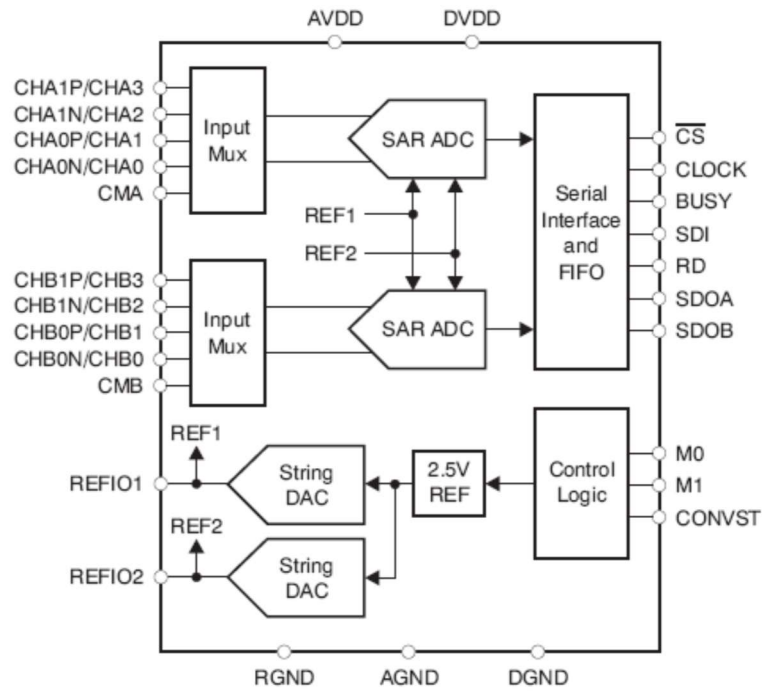 AVDD
DVDD
CHA1P/CHA3
CHA1N/CHA2
CHA0P/CHA1
CHA0N/CHA0
CMA
Input
Mux
SAR ADC
REF1
REF2
Serial
Interface
and
FIFO
CS
CLOCK
BUSY
SDI
RD
SDOA
SDOB
CHB1P/CHB3
CHB1N/CHB2
CHB0P/CHB1
CHB0N/CHB0
CMB
Input
Mux
SAR ADC
REF1
REFIO1
String
DAC
2.5V
REF
Control
Logic
M0
M1
CONVST
REF2
REFIO2
String
DAC
RGND
AGND
DGND